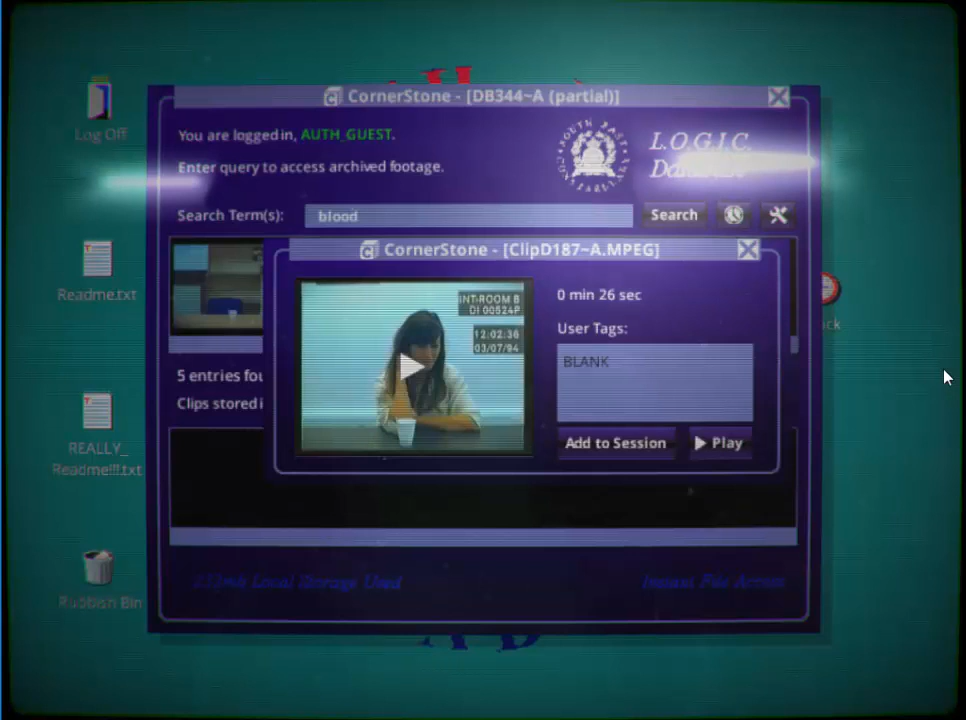 CornerStone - [DB344~A (partial)]
Log Off
You are logged in, AUTH_GUEST.
Enter query to access archived footage.
L.O.G.I.C.
Search Term(s):
blood
Search
CornerStone - [ClipD187~A.MPEG]
Readme.txt
INT-ROOM B
DI 00524P
12:02:36
03/07/94
0 min 26 sec
User Tags:
BLANK
5 entries fou
Clips stored i
Add to Session
Play
REALLY_
Readme!!!.txt
Local Storage Used
Instant File Access
Rubbish Bin